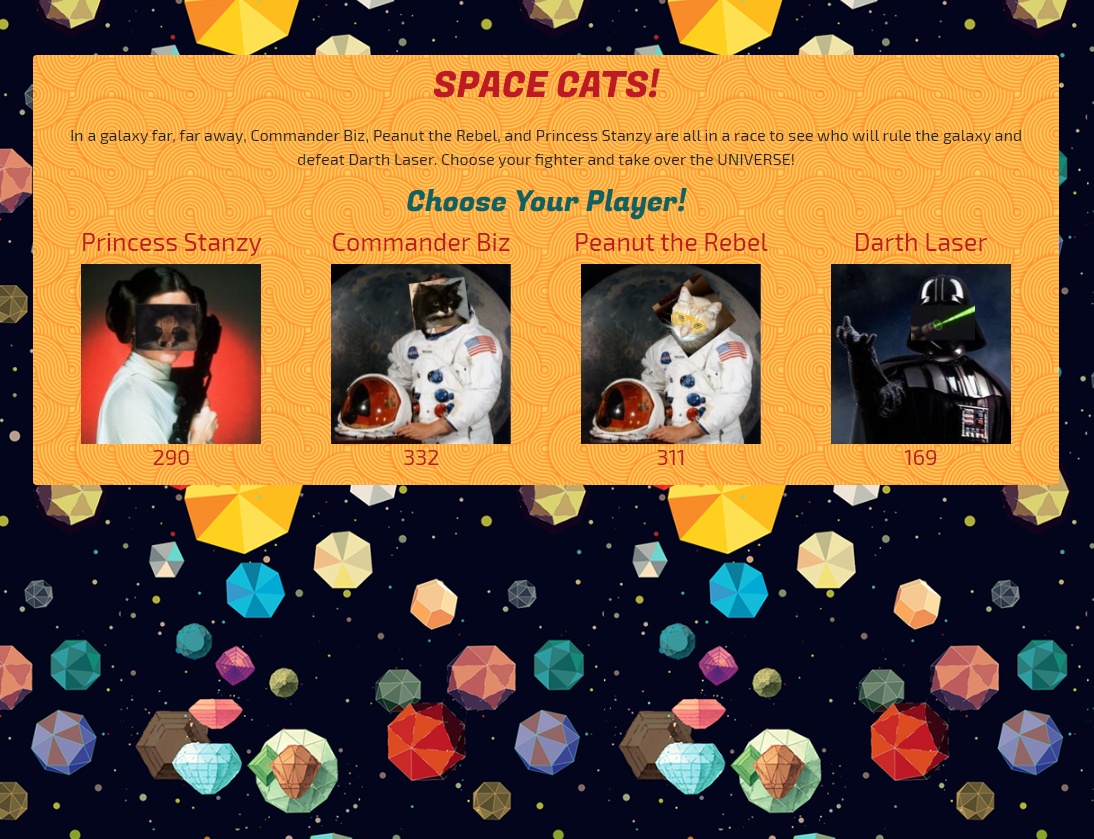 SPACE CATS!
In a galaxy far, far away, Commander Biz, Peanut the Rebel, and Princess Stanzy are all in a race to see who will rule the galaxy and
defeat Darth Laser. Choose your fighter and take over the UNIVERSE!
Choose Your Player!
Princess Stanzy
Commander Biz
Peanut the Rebel
Darth Laser
290
332
311
169